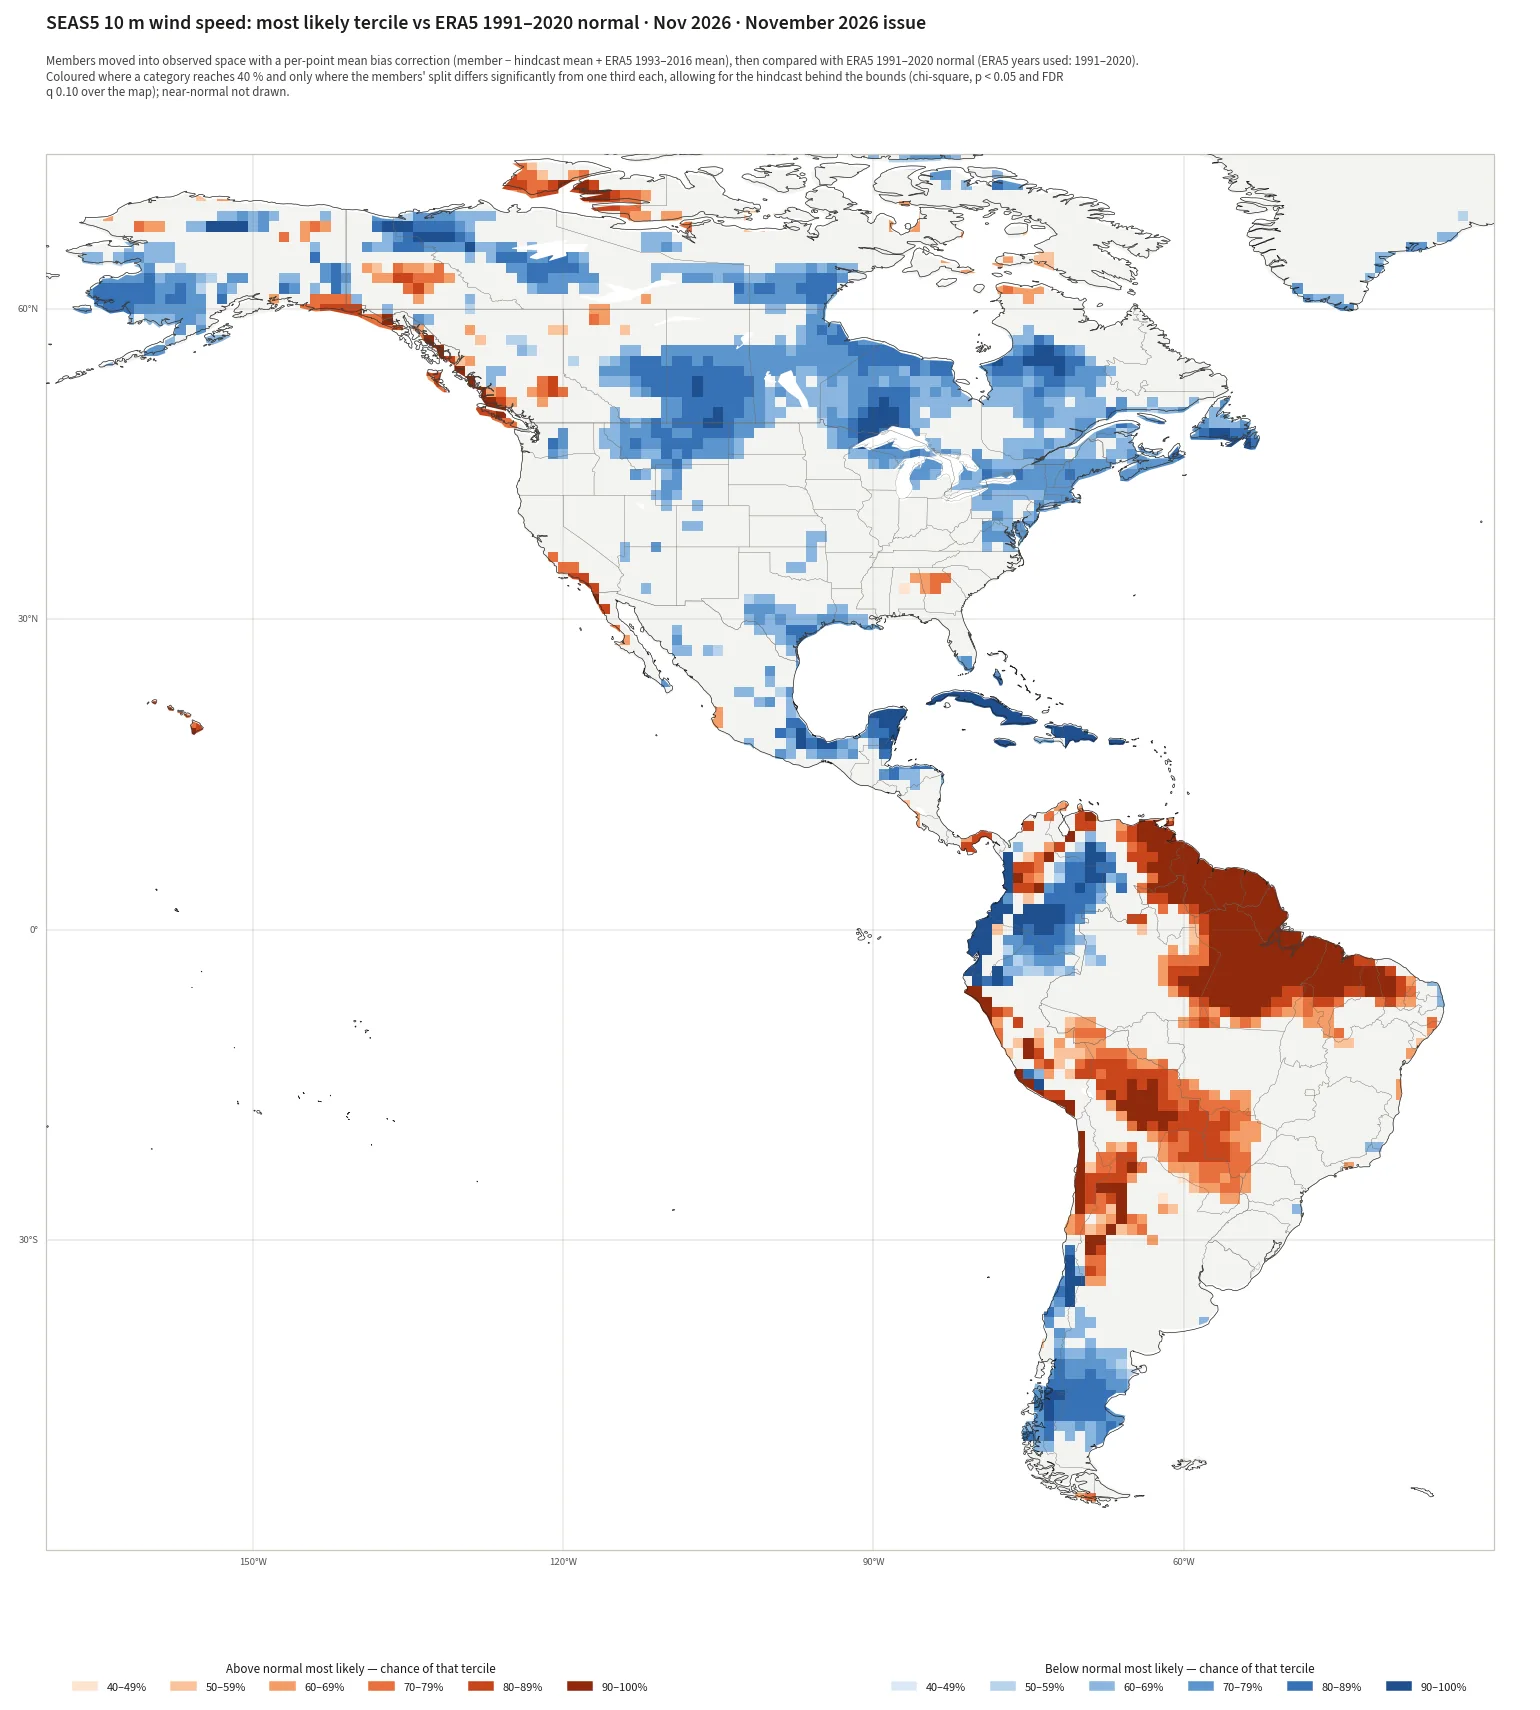 SEAS5 10 m wind speed: most likely tercile vs ERA5 1991–2020 normal · Nov 2026 · November 2026 issue
Members moved into observed space with a per-point mean bias correction (member − hindcast mean + ERA5 1993–2016 mean), then compared with ERA5 1991–2020 normal (ERA5 years used: 1991–2020).
Coloured where a category reaches 40 % and only where the members' split differs significantly from one third each, allowing for the hindcast behind the bounds (chi-square, p < 0.05 and FDR
q 0.10 over the map); near-normal not drawn.
60°N
30°N
0°
30°S
150°W 120°W 90°W 60°W
Above normal most likely — chance of that tercile
40–49% 50–59% 60–69% 70–79% 80–89% 90–100%
Below normal most likely — chance of that tercile
40–49% 50–59% 60–69% 70–79% 80–89% 90–100%